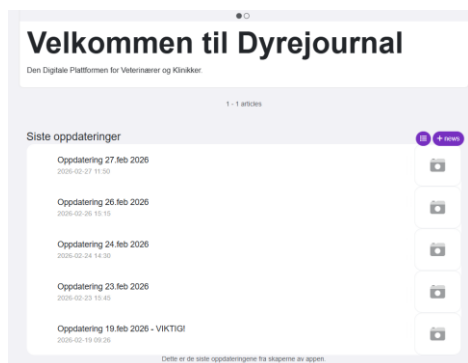 Velkommen til Dyrejournal
Den Digitale Plattformen for Veterinærer og Klinikker.
1 - 1 articles
Siste oppdateringer
+ news
Oppdatering 27.feb 2026
2026-02-27 11:50
Oppdatering 26.feb 2026
2026-02-26 15:15
Oppdatering 24.feb 2026
2026-02-24 14:30
Oppdatering 23.feb 2026
2026-02-23 15:45
Oppdatering 19.feb 2026 - VIKTIG!
2026-02-19 09:26
Dette er de siste oppdateringene fra skaperne av appen.